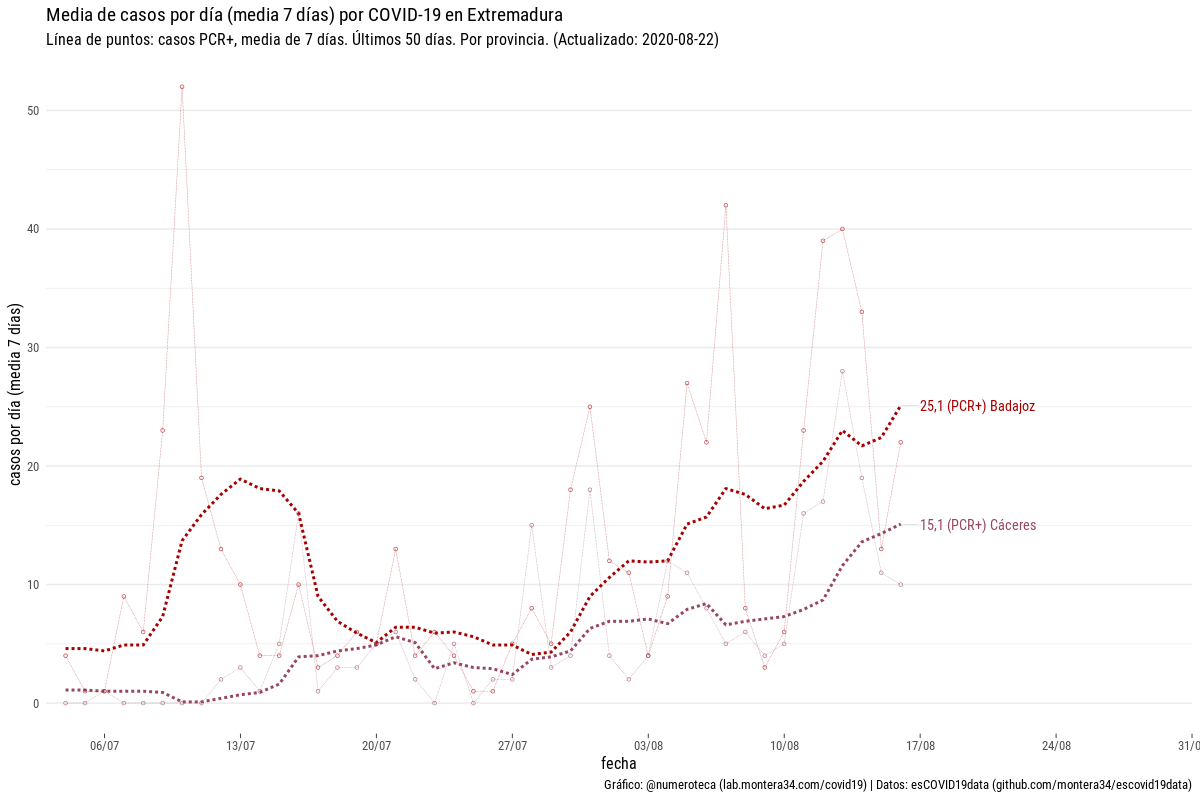 Media de casos por día (media 7 días) por COVID-19 en Extremadura
Línea de puntos: casos PCR+, media de 7 días. Últimos 50 días. Por provincia. (Actualizado: 2020-08-22)
casos por día (media 7 días)
50
40
30
20
10
0
25,1 (PCR+) Badajoz
15,1 (PCR+) Cáceres
06/07 13/07 20/07 27/07 03/08 10/08 17/08 24/08 31/0
fecha
Gráfico: @numeroteca (lab.montera34.com/covid19) | Datos: esCOVID19data (github.com/montera34/escovid19data)